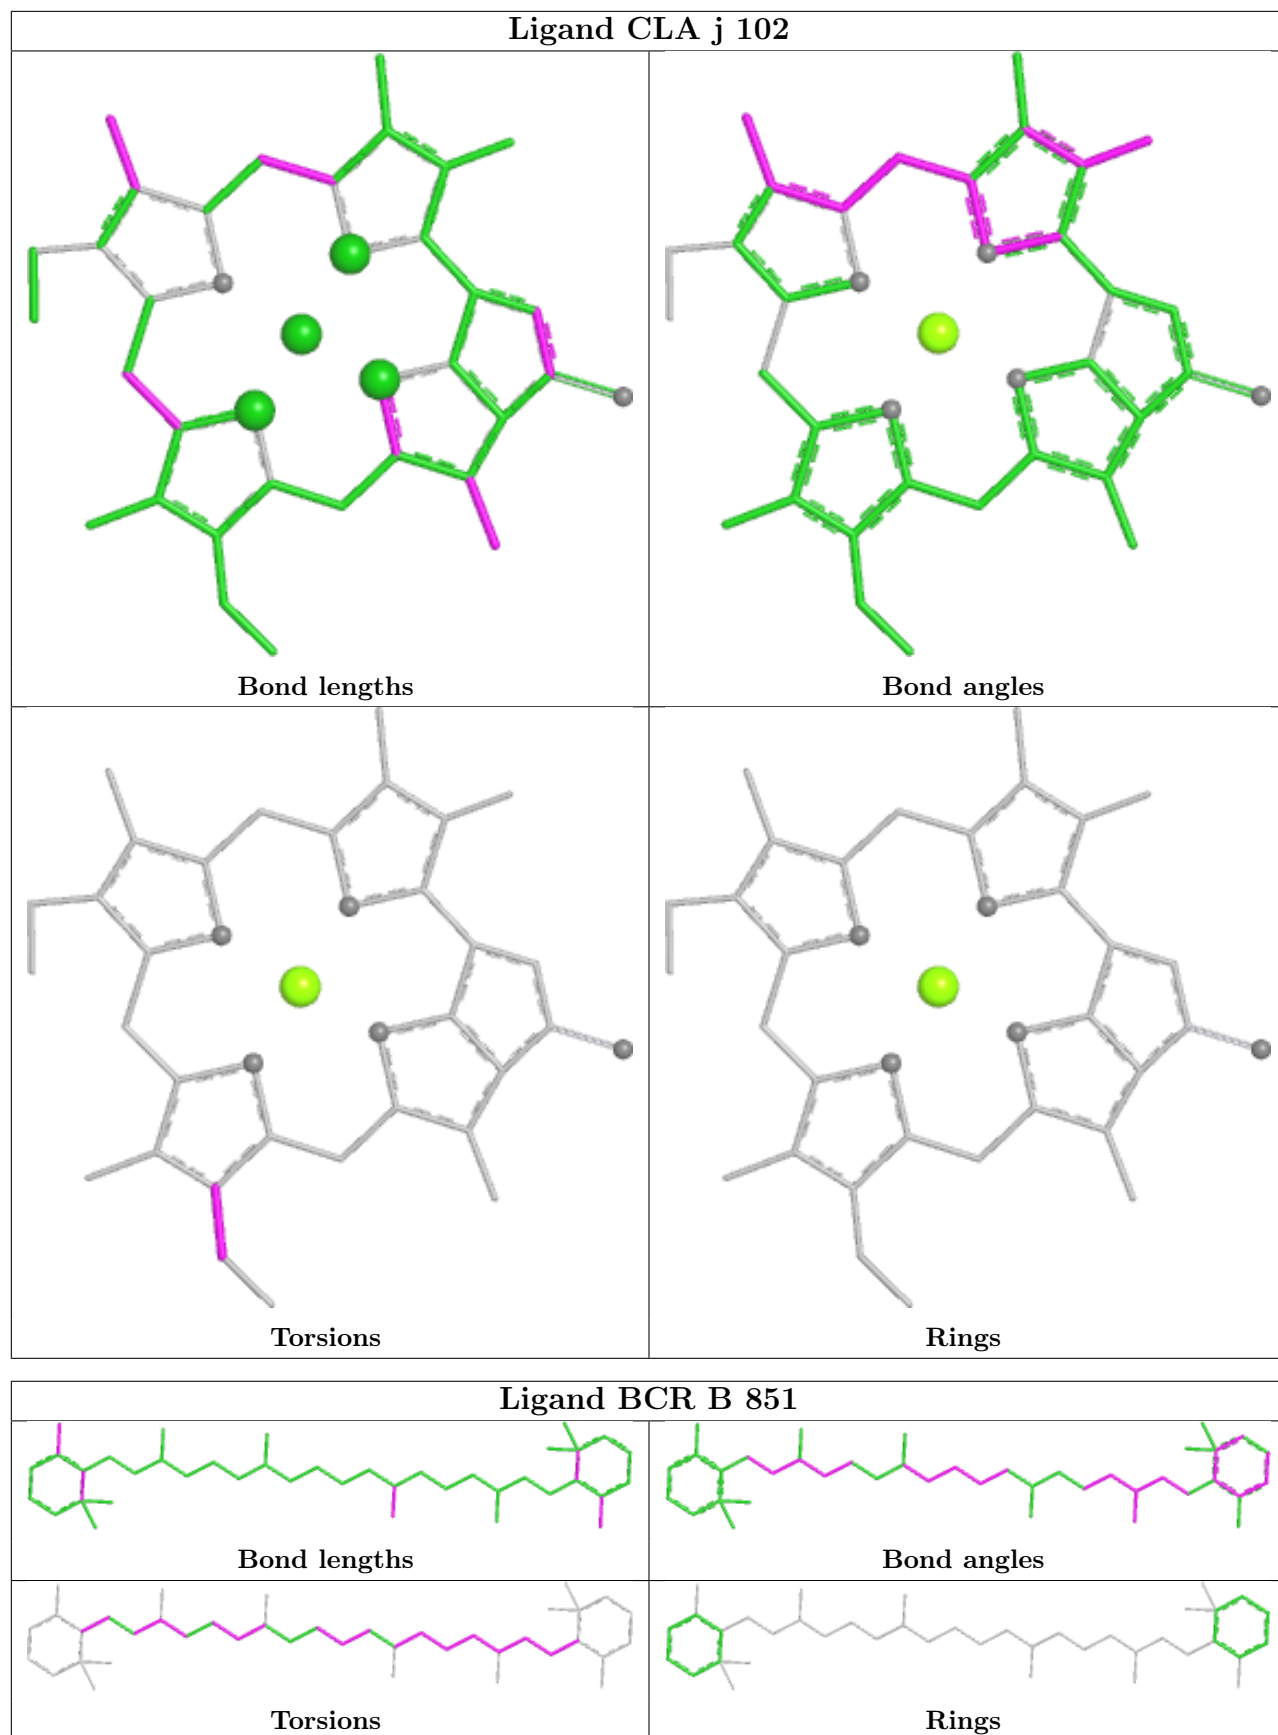 Ligand CLA j 102
Bond lengths
Bond angles
Torsions
Rings
Ligand BCR B 851
Bond lengths
Bond angles
Torsions
Rings